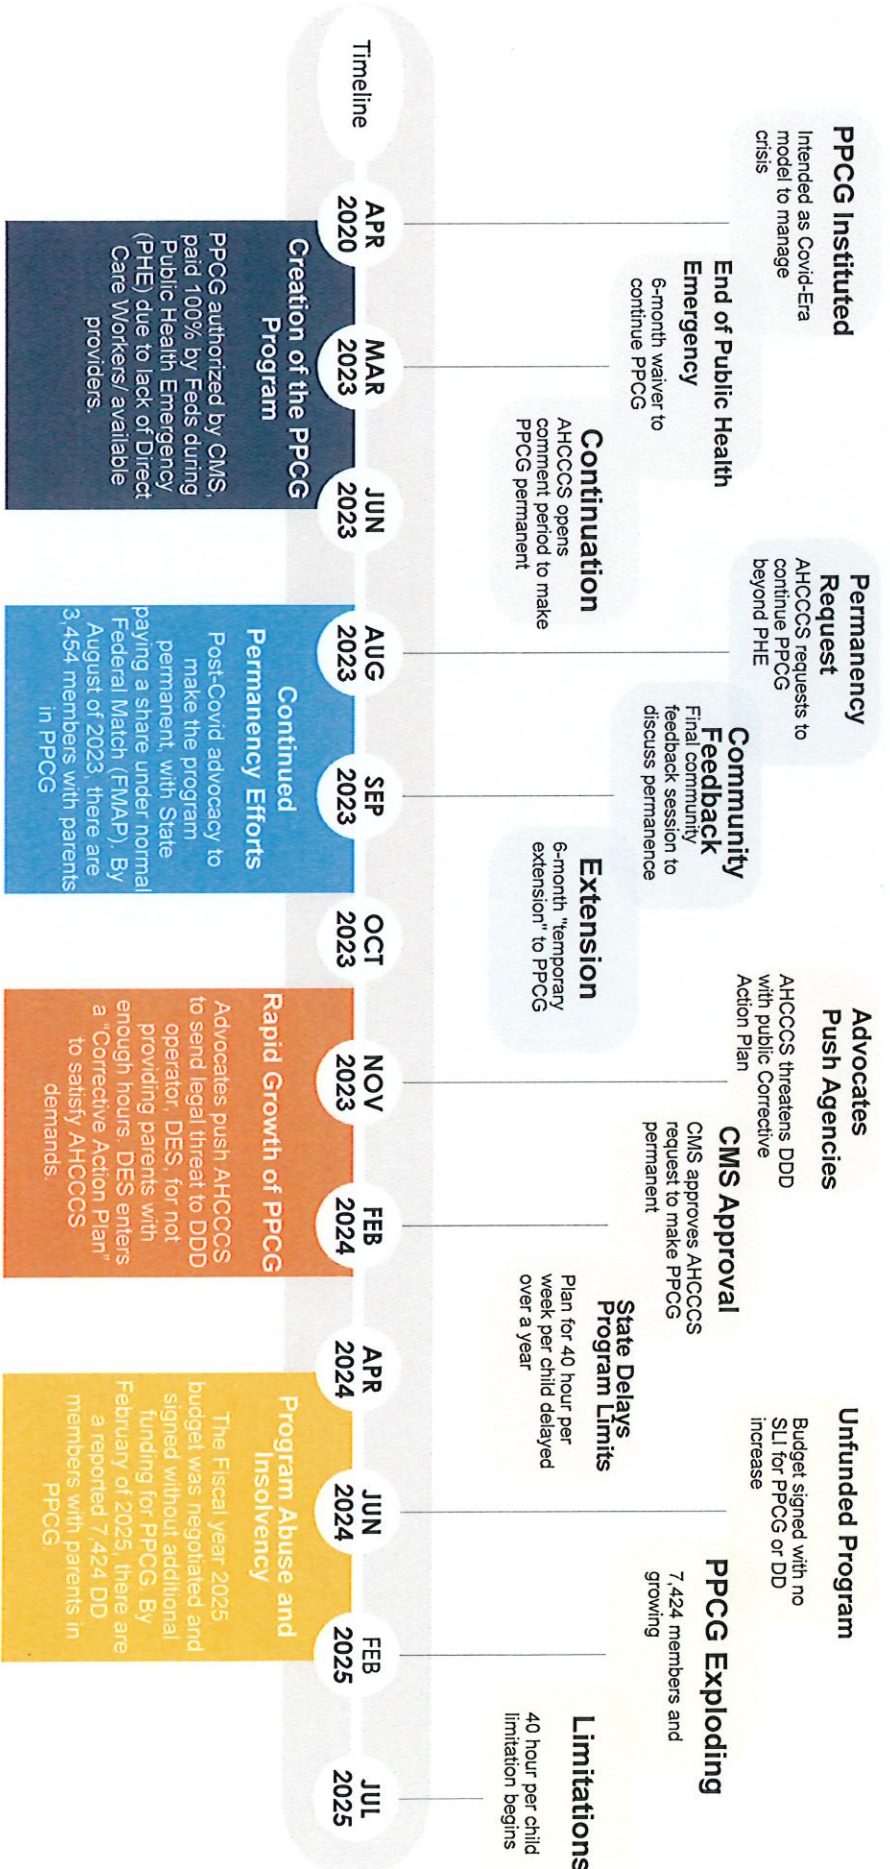 PPCG Instituted
Intended as Covid-Era
model to manage
crisis
End of Public Health
Emergency
6-month waiver to
continue PPCG
Continuation
AHCCCS opens
comment period to make
PPCG permanent
Permanency
Request
AHCCCS requests to
continue PPCG
beyond PHE
Community
Feedback
Final community
feedback session to
discuss permanence
Extension
6-month "temporary
extension" to PPCG
Advocates
Push Agencies
AHCCCS threatens DDD
with public Corrective
Action Plan
CMS Approval
CMS approves AHCCCS
request to make PPCG
permanent
State Delays
Program Limits
Plan for 40 hour per
week per child delayed
over a year
Unfunded Program
Budget signed with no
SLI for PPCG or DD
increase
PPCG Exploding
7,424 members and
growing
Limitations
40 hour per child
limitation begins
Timeline
APR
2020
MAR
2023
JUN
2023
AUG
2023
SEP
2023
OCT
2023
NOV
2023
FEB
2024
APR
2024
JUN
2024
FEB
2025
JUL
2025
Creation of the PPCG
Program
PPCG authorized by CMS,
paid 100% by Feds during
Public Health Emergency
(PHE) due to lack of Direct
Care Workers/ available
providers.
Continued
Permanency Efforts
Post-Covid advocacy to
make the program
permanent, with State
paying a share under normal
Federal Match (FMAP). By
August of 2023, there are
3,454 members with parents
in PPCG
Rapid Growth of PPCG
Advocates push AHCCCS
to send legal threat to DDD
operator, DES, for not
providing parents with
enough hours. DES enters
a "Corrective Action Plan"
to satisfy AHCCCS
demands.
Program Abuse and
Insolvency
The Fiscal year 2025
budget was negotiated and
signed without additional
funding for PPCG. By
February of 2025, there are
a reported 7,424 DD
members with parents in
PPCG